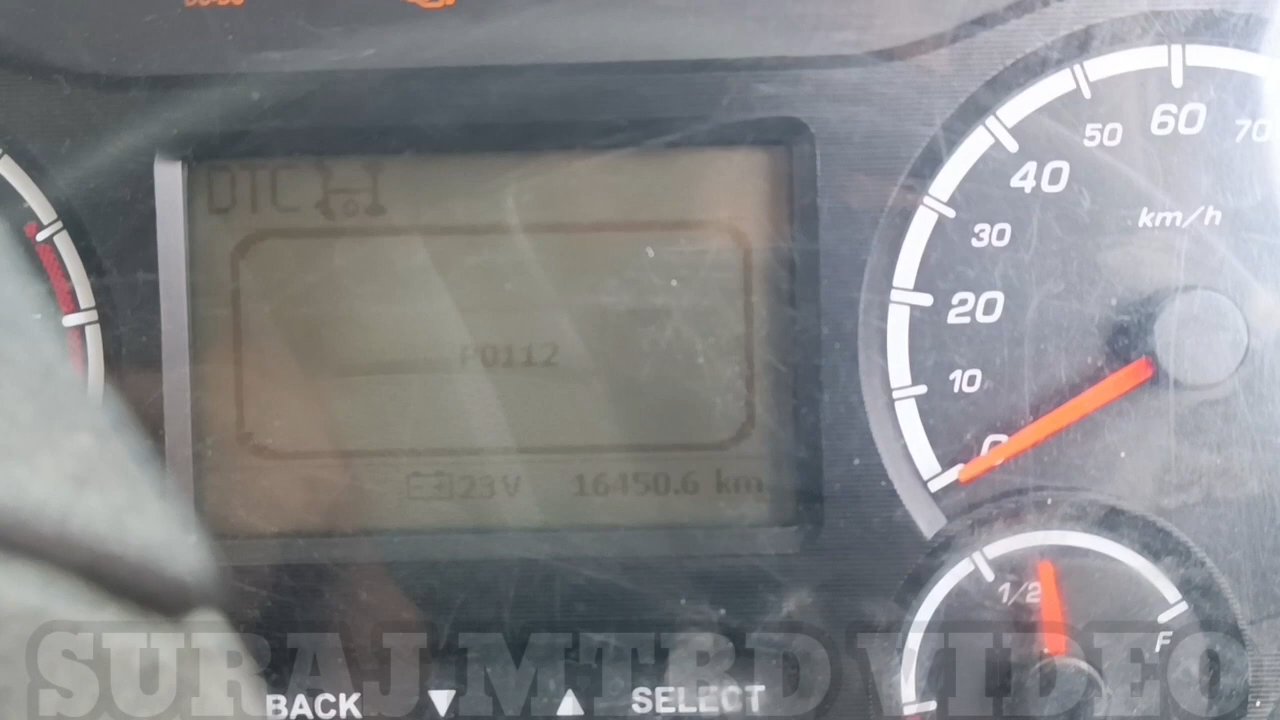 DTC
P0112
23V 16450.6 km
70
60
50
40
30
20
10
0
km/h
1/2
F
SURAJ MTBD VIDEO
BACK ▼ ▲ SELECT